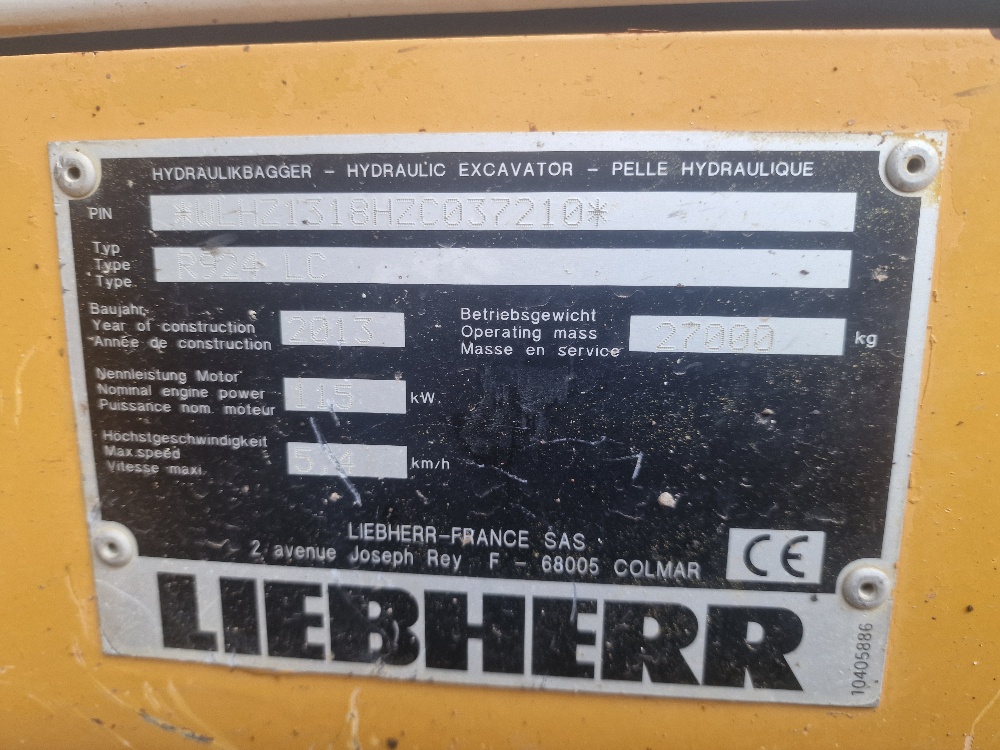 HYDRAULIKBAGGER – HYDRAULIC EXCAVATOR – PELLE HYDRAULIQUE
PIN *WLHZ1318HZC037210*
Typ
Type R924 LC
Type
Baujahr
Year of construction 2013
Année de construction
Betriebsgewicht
Operating mass 27000 kg
Masse en service
Nennleistung Motor
Nominal engine power 115 kW
Puissance nom. moteur
Höchstgeschwindigkeit
Max.speed 5.4 km/h
Vitesse maxi.
LIEBHERR-FRANCE SAS
2 avenue Joseph Rey F – 68005 COLMAR
CE
LIEBHERR
10405886